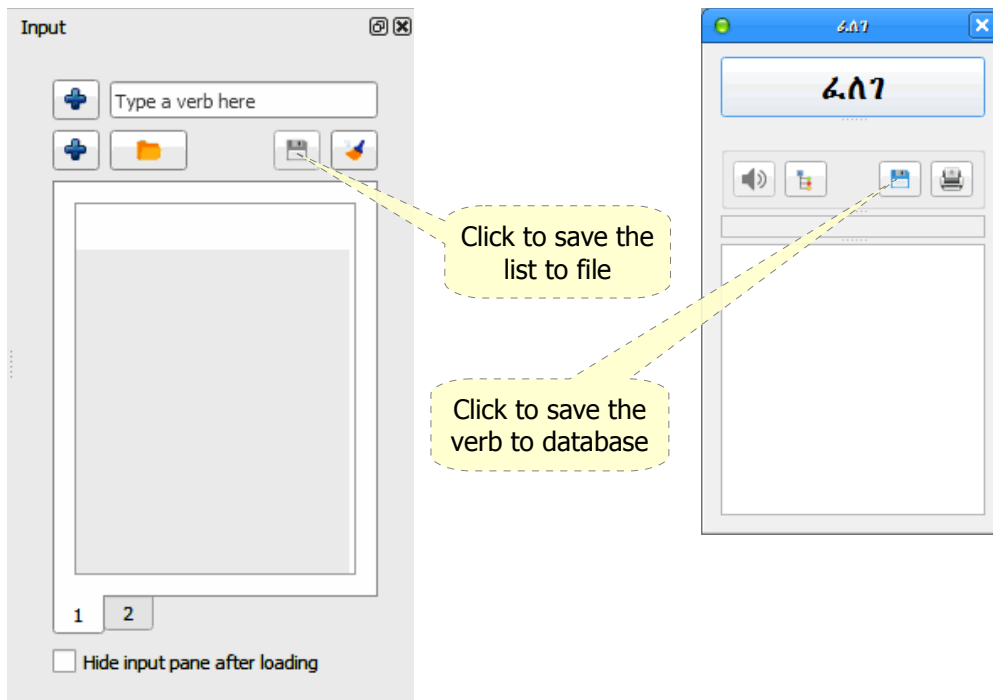 Input
Type a verb here
Click to save the
list to file
Click to save the
verb to database
1
2
Hide input pane after loading
ፈለገ
ፈለገ